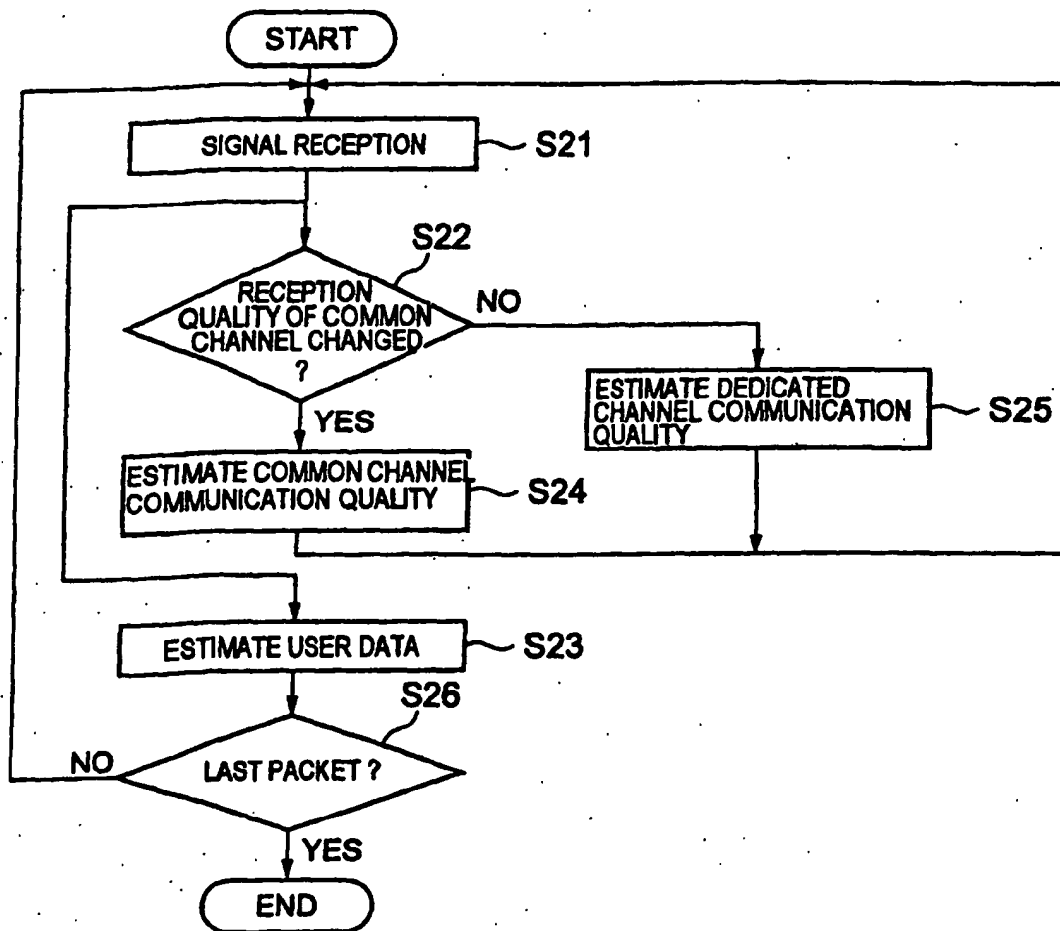 START
SIGNAL RECEPTION
S21
S22
RECEPTION
QUALITY OF COMMON
CHANNEL CHANGED
?
NO
YES
ESTIMATE DEDICATED
CHANNEL COMMUNICATION
QUALITY
S25
ESTIMATE COMMON CHANNEL
COMMUNICATION QUALITY
S24
ESTIMATE USER DATA
S23
S26
LAST PACKET ?
NO
YES
END